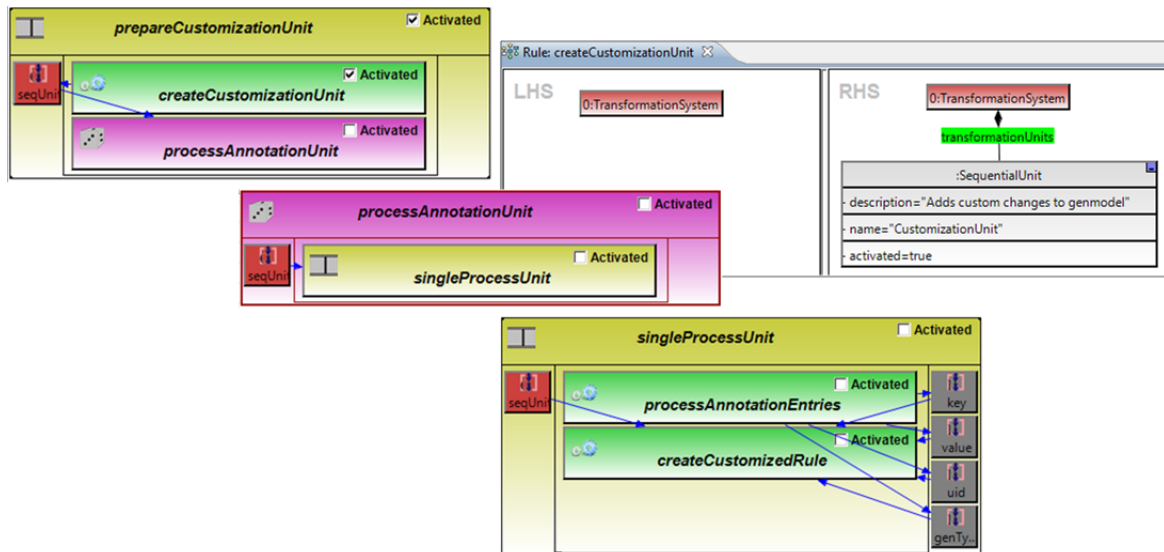 prepareCustomizationUnit
Activated
seqUnit
Activated
createCustomizationUnit
Activated
processAnnotationUnit
Rule: createCustomizationUnit
LHS
0:TransformationSystem
RHS
0:TransformationSystem
transformationUnits
:SequentialUnit
- description="Adds custom changes to genmodel"
- name="CustomizationUnit"
- activated=true
processAnnotationUnit
Activated
seqUnit
Activated
singleProcessUnit
singleProcessUnit
Activated
seqUnit
Activated
processAnnotationEntries
Activated
createCustomizedRule
key
value
uid
genTy..